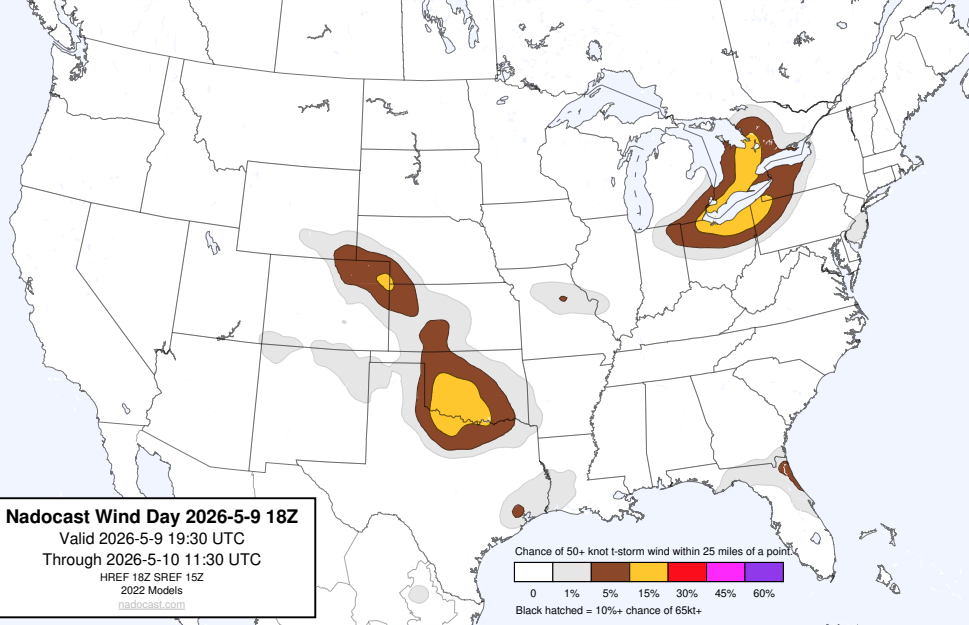 Nadocast Wind Day 2026-5-9 18Z
Valid 2026-5-9 19:30 UTC
Through 2026-5-10 11:30 UTC
HREF 18Z SREF 15Z
2022 Models
nadocast.com
Chance of 50+ knot t-storm wind within 25 miles of a point.
0 1% 5% 15% 30% 45% 60%
Black hatched = 10%+ chance of 65kt+